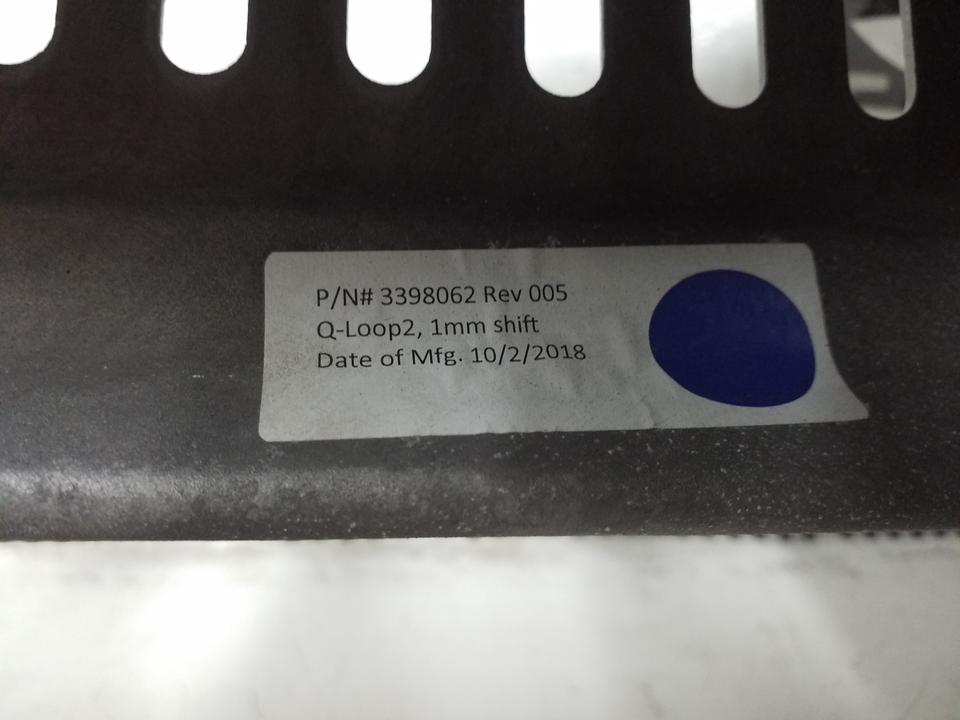 P/N# 3398062 Rev 005
Q-Loop2, 1mm shift
Date of Mfg. 10/2/2018